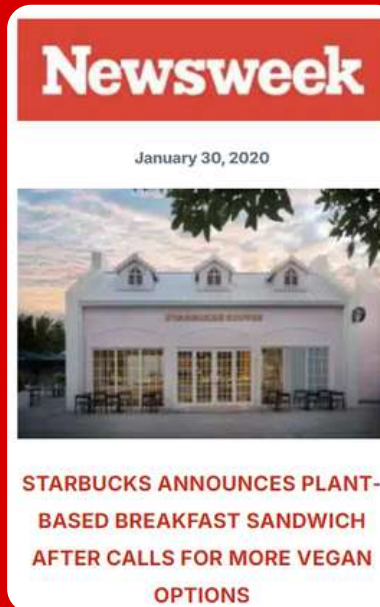 Newsweek
January 30, 2020
STARBUCKS COFFEE
STARBUCKS ANNOUNCES PLANT-
BASED BREAKFAST SANDWICH
AFTER CALLS FOR MORE VEGAN
OPTIONS